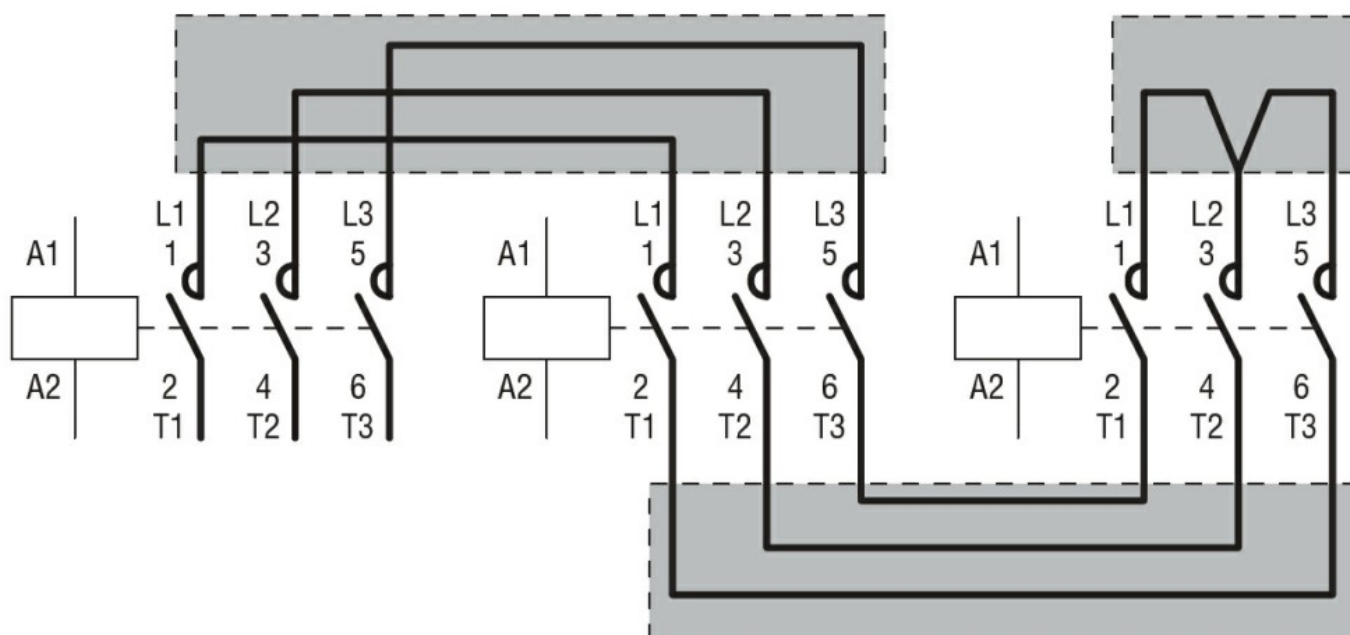 L1 L2 L3 L1 L2 L3 L1 L2 L3
A1 1 3 5 A1 1 3 5 A1 1 3 5
A2 2 4 6 A2 2 4 6 A2 2 4 6
T1 T2 T3 T1 T2 T3 T1 T2 T3